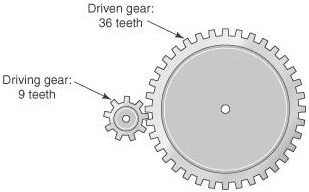 Driven gear:
36 teeth
Driving gear:
9 teeth